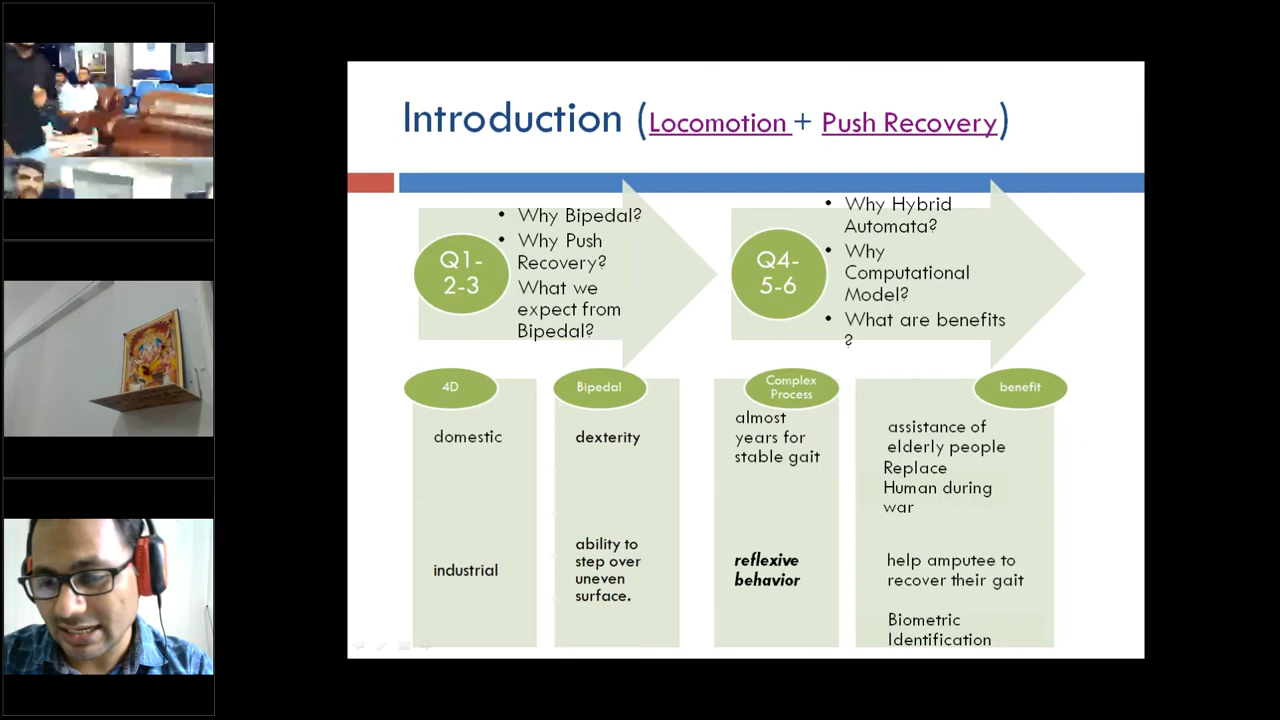 Introduction (Locomotion + Push Recovery)
• Why Bipedal?
• Why Push
Recovery?
What we
expect from
Bipedal?
Q1-
2-3
• Why Hybrid
Automata?
• Why
Computational
Model?
• What are benefits
?
Q4-
5-6
4D
domestic
industrial
Bipedal
dexterity
ability to
step over
uneven
surface.
Complex
Process
almost
years for
stable gait
reflexive
behavior
benefit
assistance of
elderly people
Replace
Human during
war
help amputee to
recover their gait
Biometric
Identification